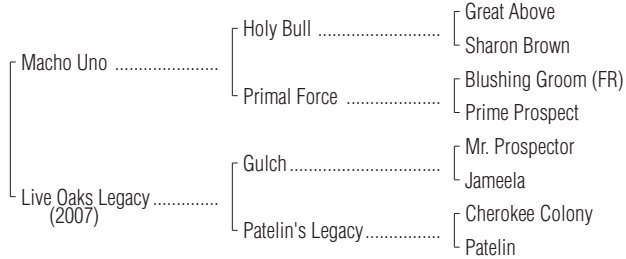 Great Above
Holy Bull ........................
Sharon Brown
Macho Uno ....................
Blushing Groom (FR)
Primal Force ..................
Prime Prospect
Mr. Prospector
Gulch .............................
Jameela
Live Oaks Legacy .............
(2007)
Cherokee Colony
Patelin's Legacy ...............
Patelin